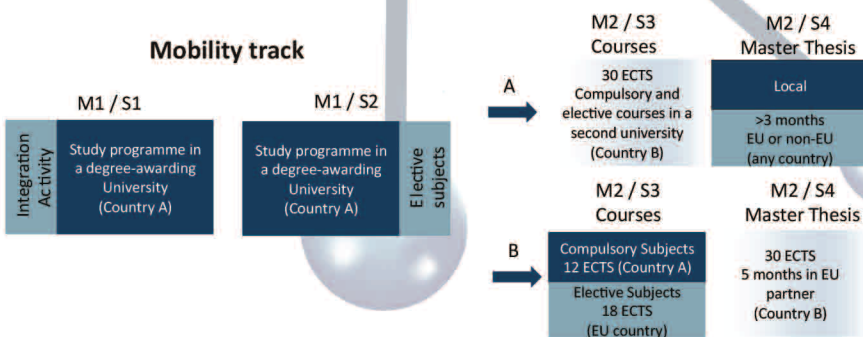 Mobility track
M1 / S1
Integration
Activity
Study programme in
a degree-awarding
University
(Country A)
M1 / S2
Study programme in
a degree-awarding
University
(Country A)
Elective
subjects
A
M2 / S3
Courses
30 ECTS
Compulsory and
elective courses in a
second university
(Country B)
M2 / S4
Master Thesis
Local
>3 months
EU or non-EU
(any country)
B
M2 / S3
Courses
Compulsory Subjects
12 ECTS (Country A)
Elective Subjects
18 ECTS
(EU country)
M2 / S4
Master Thesis
30 ECTS
5 months in EU
partner
(Country B)